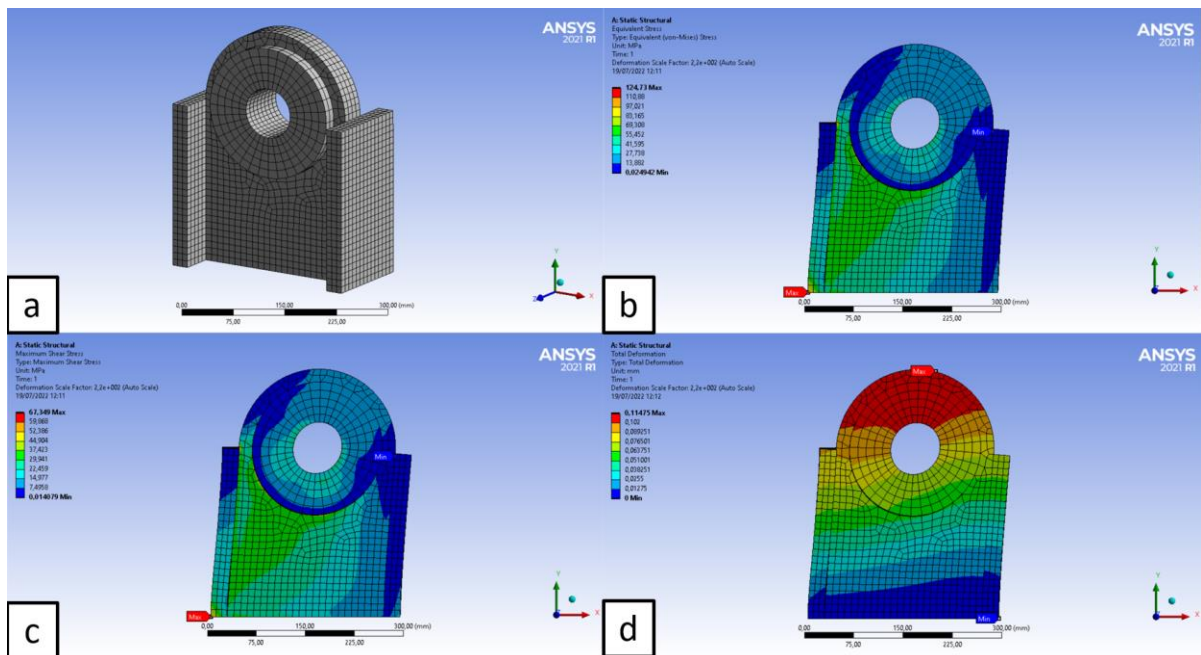 ANSYS
2021 R1
a
0,00
150,00
300,00 (mm)
75,00
225,00
Y
Z
X
A: Static Structural
Equivalent Stress
Type: Equivalent (von-Mises) Stress
Unit: MPa
Time: 1
Deformation Scale Factor: 2,2e+002 (Auto Scale)
19/07/2022 12:11
124,73 Max
110,88
97,021
83,165
69,308
55,452
41,595
27,738
13,882
0,024942 Min
ANSYS
2021 R1
Min
Max
b
0,00
150,00
300,00 (mm)
75,00
225,00
Y
X
A: Static Structural
Maximum Shear Stress
Type: Maximum Shear Stress
Unit: MPa
Time: 1
Deformation Scale Factor: 2,2e+002 (Auto Scale)
19/07/2022 12:11
67,349 Max
59,868
52,386
44,904
37,423
29,941
22,459
14,977
7,4958
0,014079 Min
ANSYS
2021 R1
Min
Max
c
0,00
150,00
300,00 (mm)
75,00
225,00
Y
X
A: Static Structural
Total Deformation
Type: Total Deformation
Unit: mm
Time: 1
Deformation Scale Factor: 2,2e+002 (Auto Scale)
19/07/2022 12:12
0,11475 Max
0,102
0,089251
0,076501
0,063751
0,051001
0,038251
0,0255
0,01275
0 Min
ANSYS
2021 R1
Max
Min
d
0,00
150,00
300,00 (mm)
75,00
225,00
Y
X